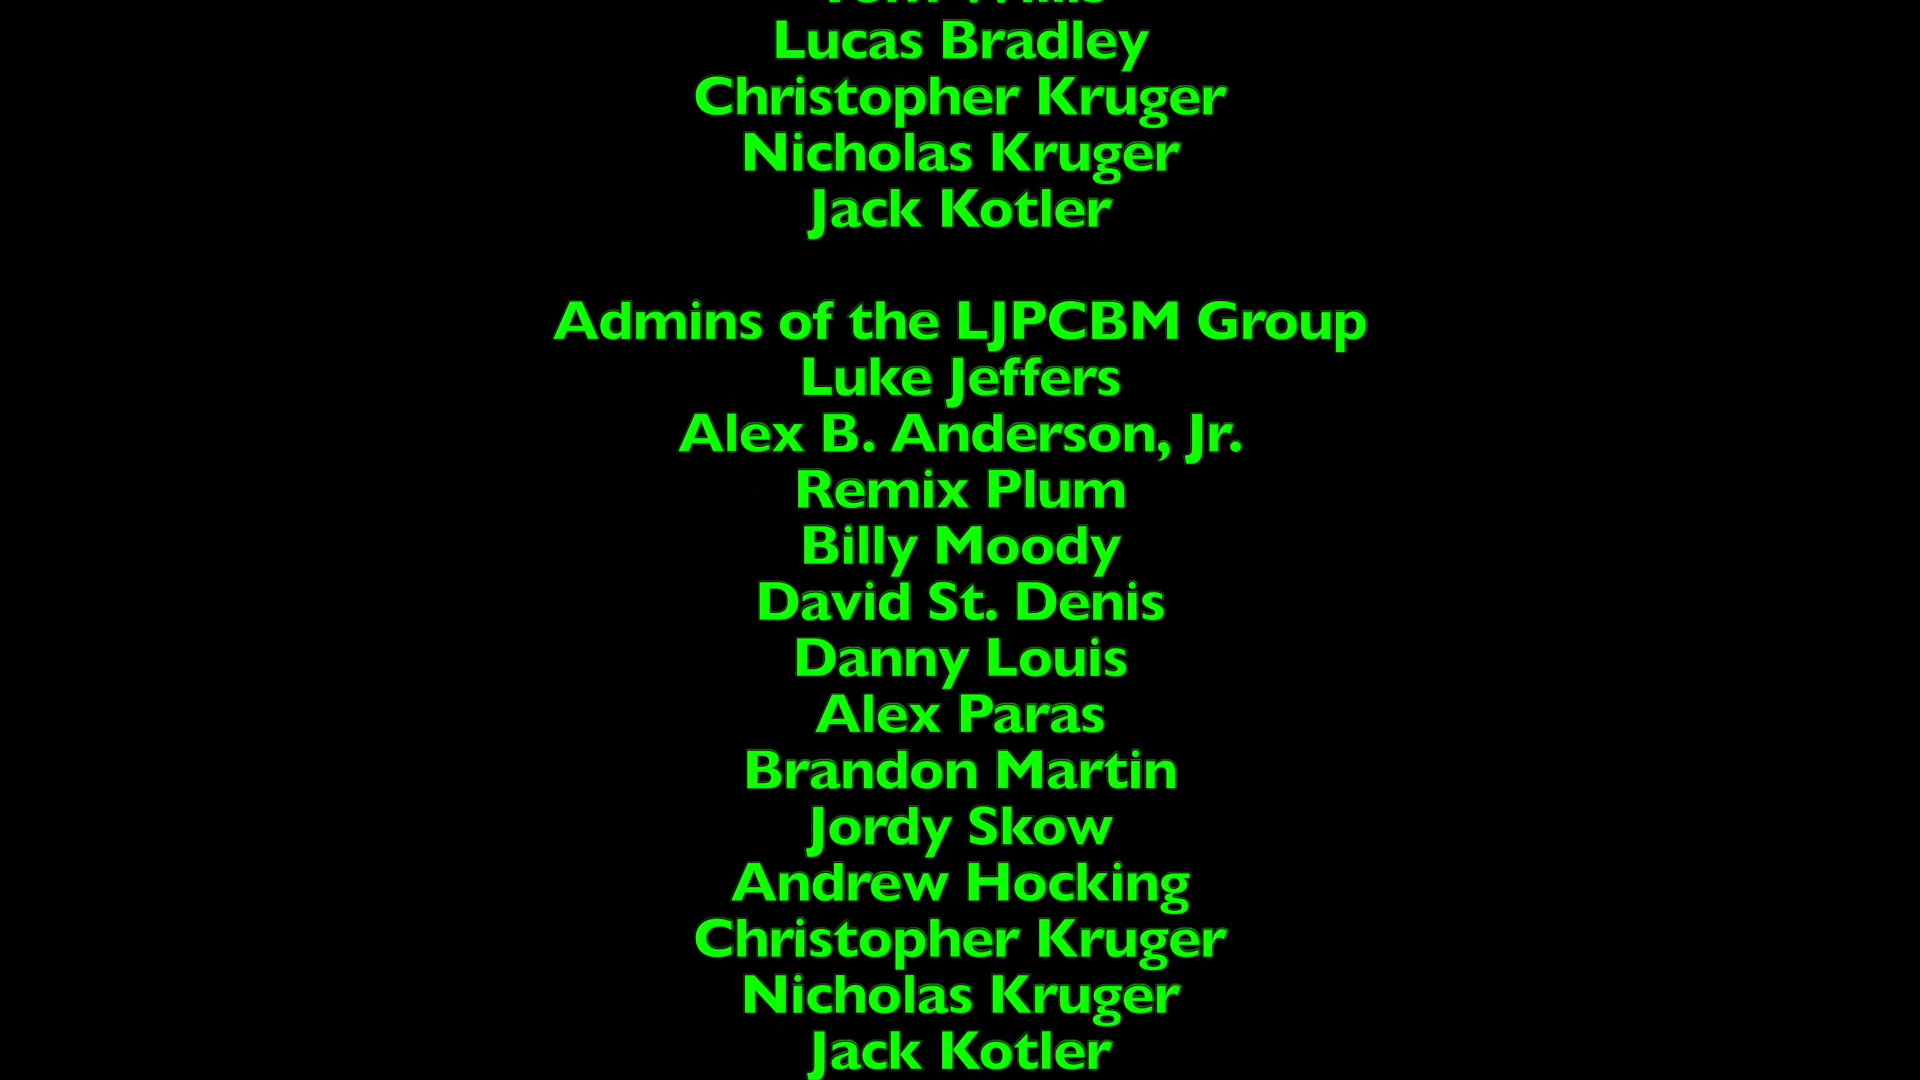 Lucas Bradley
Christopher Kruger
Nicholas Kruger
Jack Kotler
Admins of the LJPCBM Group
Luke Jeffers
Alex B. Anderson, Jr.
Remix Plum
Billy Moody
David St. Denis
Danny Louis
Alex Paras
Brandon Martin
Jordy Skow
Andrew Hocking
Christopher Kruger
Nicholas Kruger
Jack Kotler